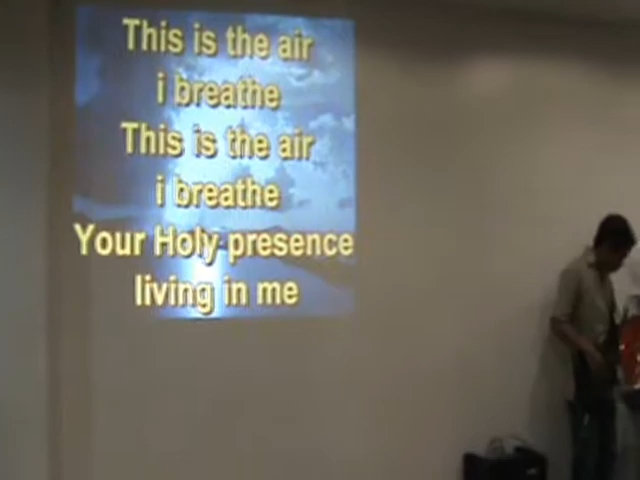 This is the air
i breathe
This is the air
i breathe
Your Holy presence
living in me